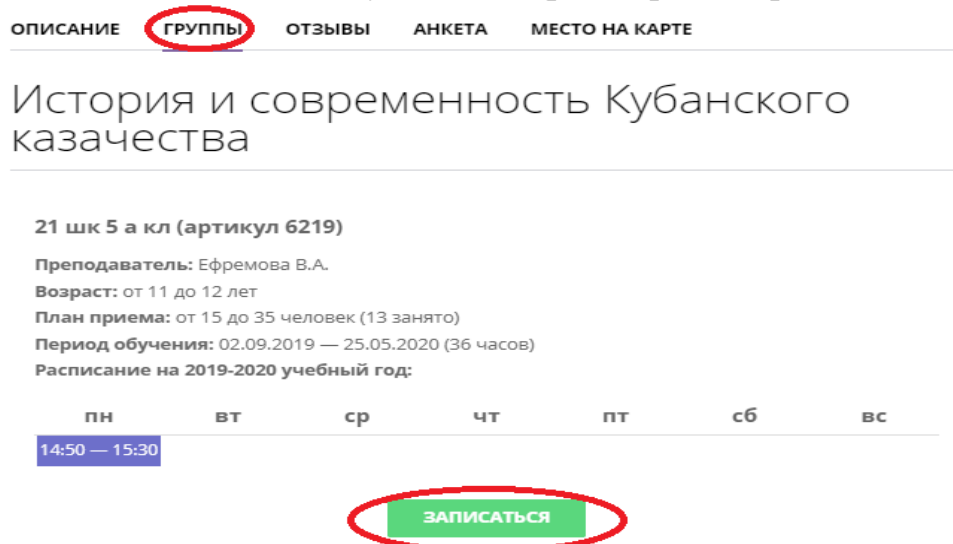 ОПИСАНИЕ ГРУППЫ ОТЗЫВЫ АНКЕТА МЕСТО НА КАРТЕ
История и современность Кубанского
казачества
21 шк 5 а кл (артикул 6219)
Преподаватель: Ефремова В.А.
Возраст: от 11 до 12 лет
План приема: от 15 до 35 человек (13 занято)
Период обучения: 02.09.2019 — 25.05.2020 (36 часов)
Расписание на 2019-2020 учебный год:
пн вт ср чт пт сб вс
14:50 — 15:30
ЗАПИСАТЬСЯ